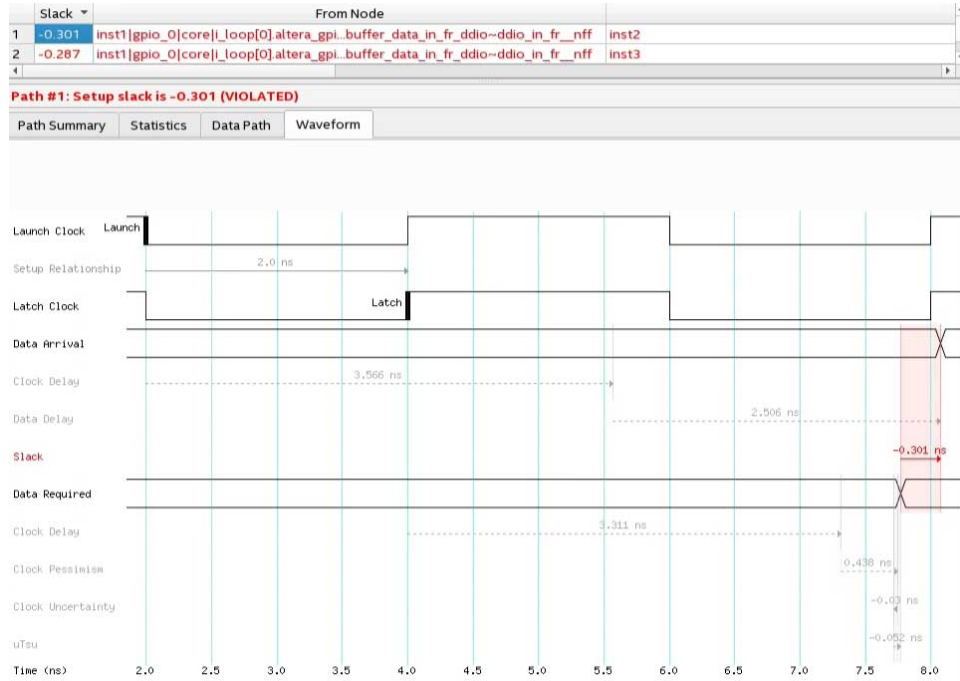 Slack From Node
1 -0.301 inst1|gpio_0|core|i_loop[0].altera_gpi...buffer_data_in_fr_ddio~ddio_in_fr__nff inst2
2 -0.287 inst1|gpio_0|core|i_loop[0].altera_gpi...buffer_data_in_fr_ddio~ddio_in_fr__nff inst3
Path #1: Setup slack is -0.301 (VIOLATED)
Path Summary Statistics Data Path Waveform
Launch Clock Launch
Setup Relationship 2.0 ns
Latch Clock Latch
Data Arrival
Clock Delay 3.566 ns
Data Delay 2.506 ns
Slack -0.301 ns
Data Required
Clock Delay 3.311 ns
Clock Pessimism 0.438 ns
Clock Uncertainty -0.03 ns
uTsu -0.052 ns
Time (ns) 2.0 2.5 3.0 3.5 4.0 4.5 5.0 5.5 6.0 6.5 7.0 7.5 8.0